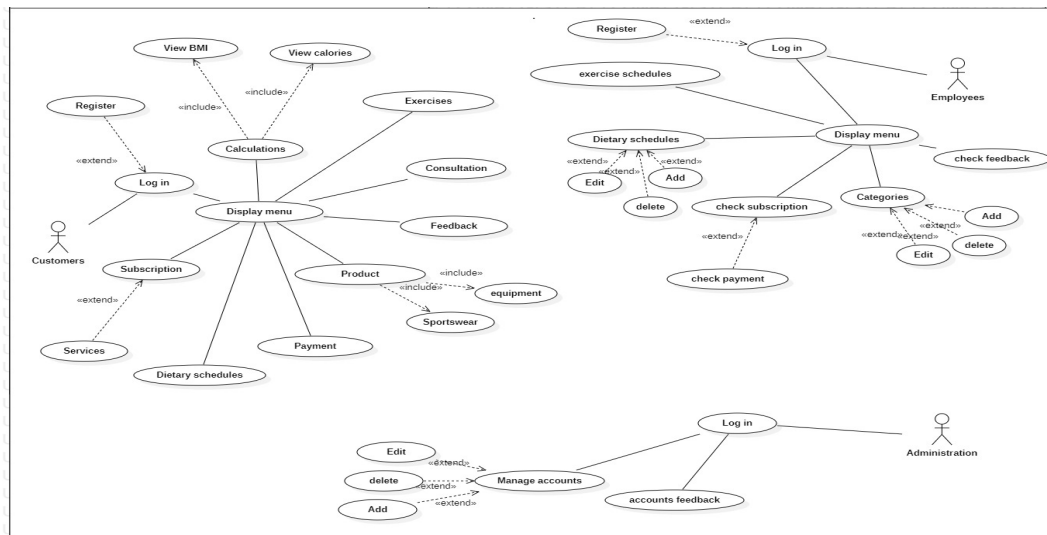 View BMI
View calories
«include»
«include»
Register
Exercises
«extend»
Calculations
Log in
Consultation
Display menu
Feedback
Customers
Subscription
Product
«include»
«extend»
«include»
equipment
Sportswear
Services
Payment
Dietary schedules
Register
«extend»
Log in
exercise schedules
Employees
Dietary schedules
Display menu
«extend»
«extend»
«extend»
check feedback
Edit
Add
delete
check subscription
Categories
«extend»
«extend»
«extend»
«extend»
Add
delete
Edit
check payment
Log in
Administration
Edit
«extend»
delete
«extend»
Manage accounts
Add
«extend»
accounts feedback